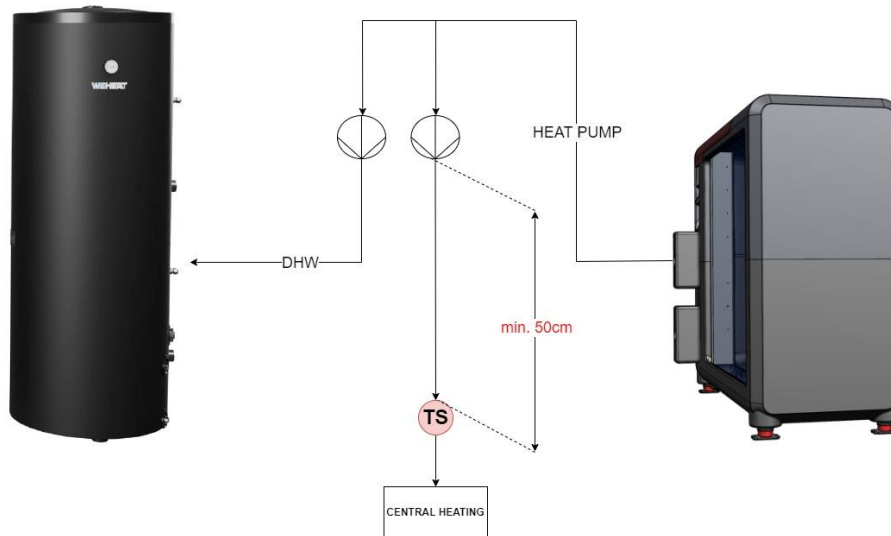 WEHEAT
HEAT PUMP
DHW
min. 50cm
TS
CENTRAL HEATING